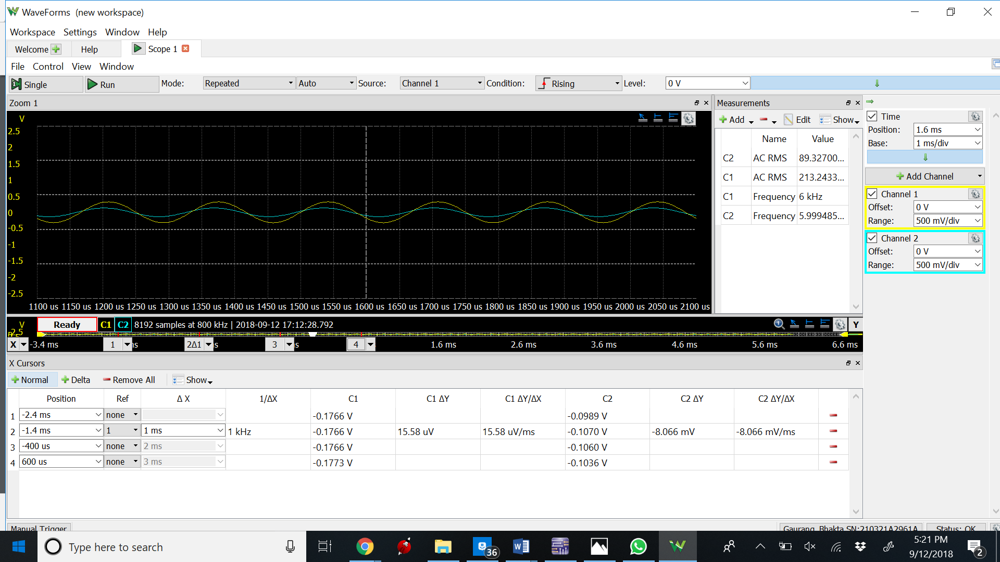 WaveForms (new workspace)
Workspace Settings Window Help
Welcome Help Scope 1
File Control View Window
Single Run Mode: Repeated Auto Source: Channel 1 Condition: Rising Level: 0 V
Zoom 1
V
2.5
2
1.5
1
0.5
0
-0.5
-1
-1.5
-2
-2.5
1100 us 1150 us 1200 us 1250 us 1300 us 1350 us 1400 us 1450 us 1500 us 1550 us 1600 us 1650 us 1700 us 1750 us 1800 us 1850 us 1900 us 1950 us 2000 us 2050 us 2100 us
Measurements
Add Edit Show
Name Value
C2 AC RMS 89.32700...
C1 AC RMS 213.2433...
C1 Frequency 6 kHz
C2 Frequency 5.999485...
Time
Position: 1.6 ms
Base: 1 ms/div
Add Channel
Channel 1
Offset: 0 V
Range: 500 mV/div
Channel 2
Offset: 0 V
Range: 500 mV/div
V Ready C1 C2 8192 samples at 800 kHz | 2018-09-12 17:12:28.792 Y
X -3.4 ms 1 2Δ1 3 4 1.6 ms 2.6 ms 3.6 ms 4.6 ms 5.6 ms 6.6 ms
X Cursors
Normal Delta Remove All Show
Position Ref Δ X 1/ΔX C1 C1 ΔY C1 ΔY/ΔX C2 C2 ΔY C2 ΔY/ΔX
1 -2.4 ms none -0.1766 V -0.0989 V
2 -1.4 ms 1 1 ms 1 kHz -0.1766 V 15.58 uV 15.58 uV/ms -0.1070 V -8.066 mV -8.066 mV/ms
3 -400 us none 2 ms -0.1766 V -0.1060 V
4 600 us none 3 ms -0.1773 V -0.1036 V
Manual Trigger Gaurang_Bhakta SN:210321A2961A Status: OK
Type here to search 36 5:21 PM
9/12/2018 2